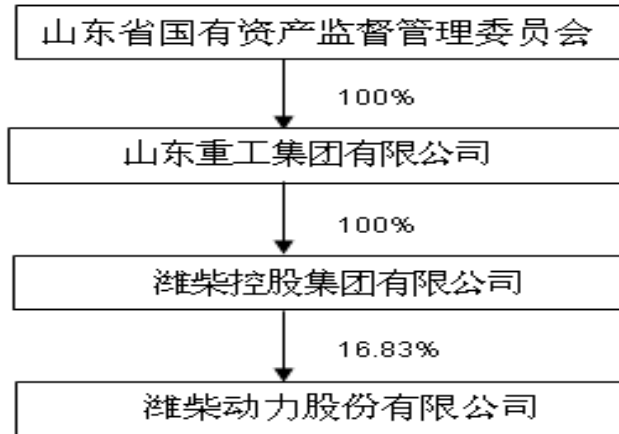 山东省国有资产监督管理委员会
100%
山东重工集团有限公司
100%
潍柴控股集团有限公司
16.83%
潍柴动力股份有限公司